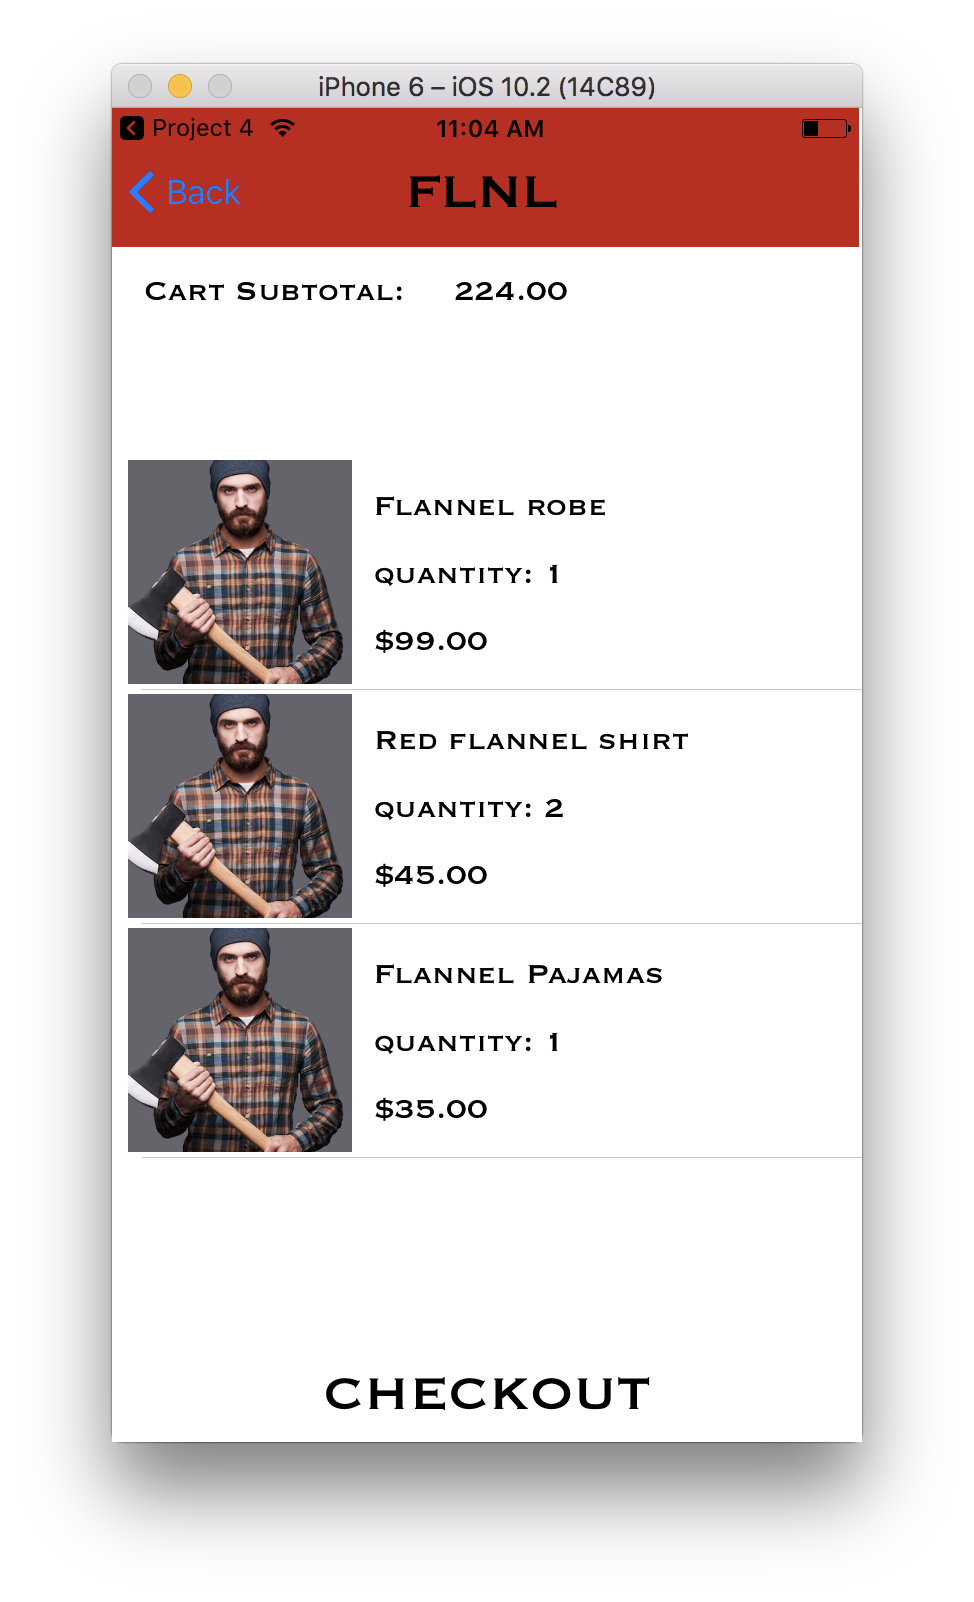 iPhone 6 – iOS 10.2 (14C89)
Project 4 11:04 AM
Back FLNL
Cart Subtotal: 224.00
Flannel robe
quantity: 1
$99.00
Red flannel shirt
quantity: 2
$45.00
Flannel Pajamas
quantity: 1
$35.00
CHECKOUT